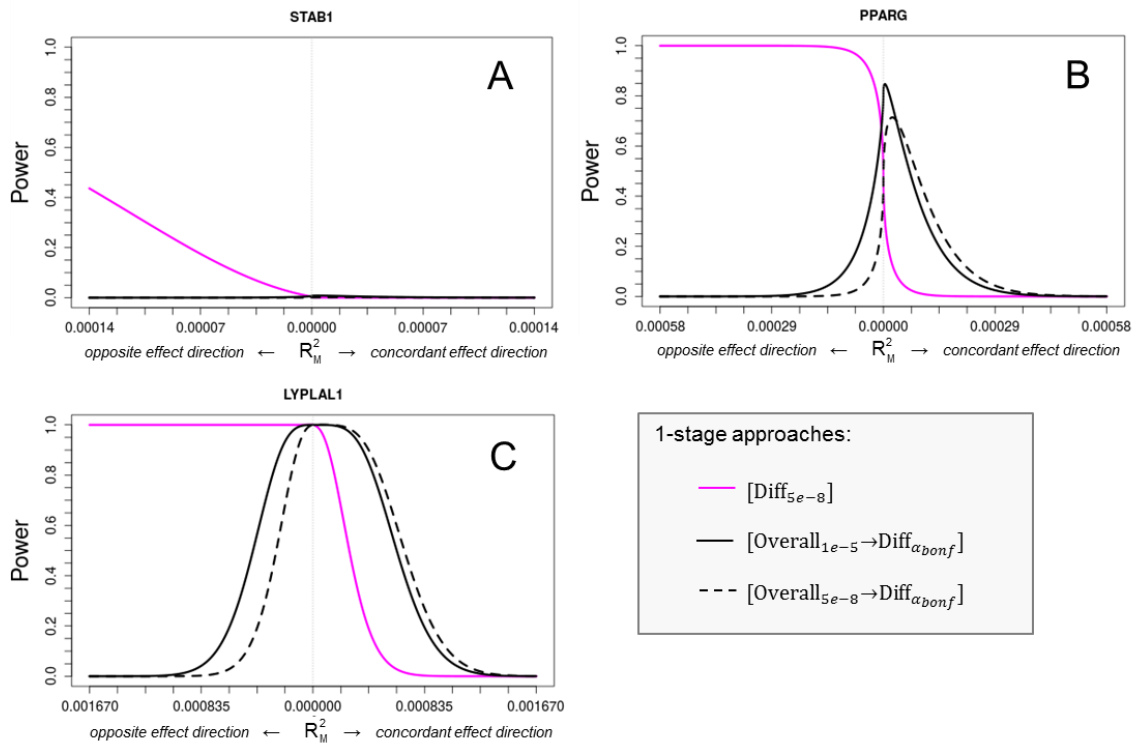 STAB1
A
Power
0.0 0.2 0.4 0.6 0.8 1.0
0.00014 0.00007 0.00000 0.00007 0.00014
opposite effect direction ← R²M → concordant effect direction
PPARG
B
Power
0.0 0.2 0.4 0.6 0.8 1.0
0.00058 0.00029 0.00000 0.00029 0.00058
opposite effect direction ← R²M → concordant effect direction
LYPLAL1
C
Power
0.0 0.2 0.4 0.6 0.8 1.0
0.001670 0.000835 0.000000 0.000835 0.001670
opposite effect direction ← R²M → concordant effect direction
1-stage approaches:
[Diff5e−8]
[Overall1e−5→Diffαbonf]
[Overall5e−8→Diffαbonf]